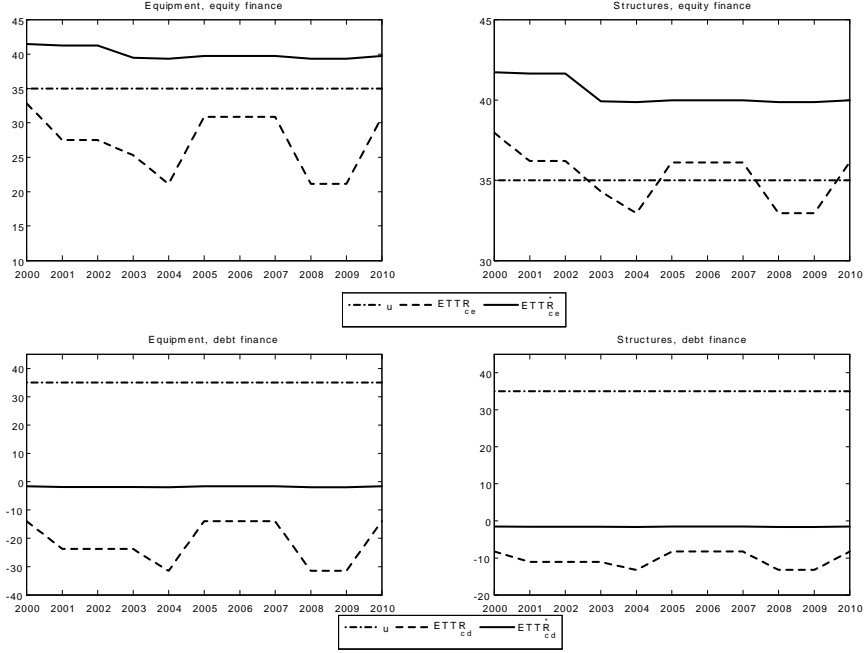 Equipment, equity finance
45
40
35
30
25
20
15
10
2000 2001 2002 2003 2004 2005 2006 2007 2008 2009 2010
Structures, equity finance
45
40
35
30
2000 2001 2002 2003 2004 2005 2006 2007 2008 2009 2010
u ETTR ce ETTR* ce
Equipment, debt finance
40
30
20
10
0
-10
-20
-30
-40
2000 2001 2002 2003 2004 2005 2006 2007 2008 2009 2010
Structures, debt finance
40
30
20
10
0
-10
-20
2000 2001 2002 2003 2004 2005 2006 2007 2008 2009 2010
u ETTR cd ETTR* cd